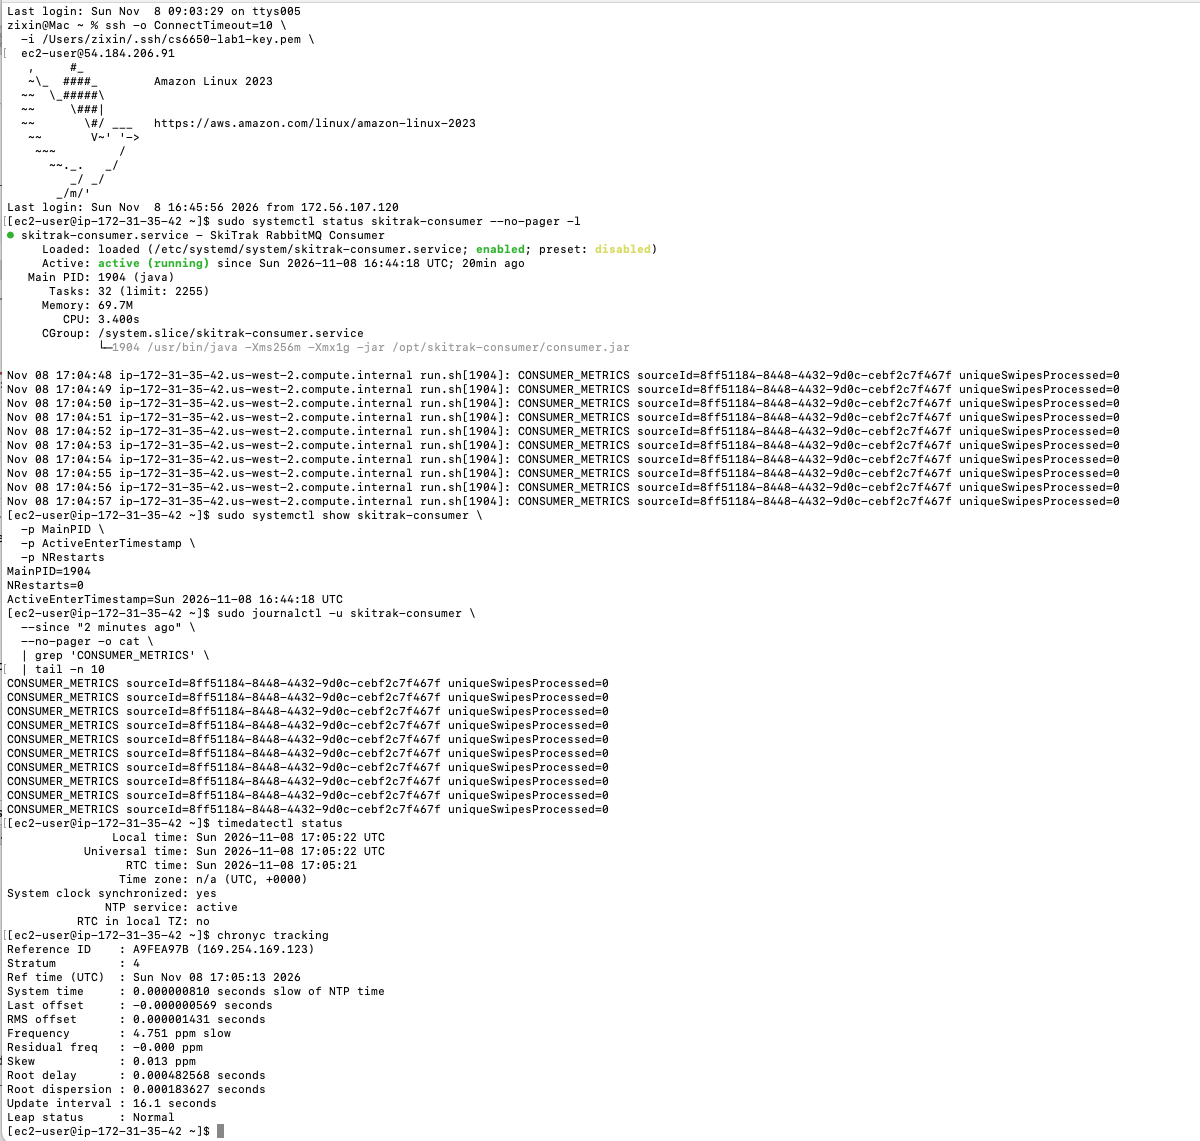 Last login: Sun Nov  8 09:03:29 on ttys005
zixin@Mac ~ % ssh -o ConnectTimeout=10 \
  -i /Users/zixin/.ssh/cs6650-lab1-key.pem \
[  ec2-user@54.184.206.91
   ,     #_
   ~\_  ####_        Amazon Linux 2023
  ~~  \_#####\
  ~~     \###|
  ~~       \#/ ___   https://aws.amazon.com/linux/amazon-linux-2023
   ~~       V~' '->
    ~~~         /
      ~~._.   _/
         _/ _/
       _/m/'
Last login: Sun Nov  8 16:45:56 2026 from 172.56.107.120
[[ec2-user@ip-172-31-35-42 ~]$ sudo systemctl status skitrak-consumer --no-pager -l
● skitrak-consumer.service - SkiTrak RabbitMQ Consumer
     Loaded: loaded (/etc/systemd/system/skitrak-consumer.service; enabled; preset: disabled)
     Active: active (running) since Sun 2026-11-08 16:44:18 UTC; 20min ago
   Main PID: 1904 (java)
      Tasks: 32 (limit: 2255)
     Memory: 69.7M
        CPU: 3.400s
     CGroup: /system.slice/skitrak-consumer.service
             └─1904 /usr/bin/java -Xms256m -Xmx1g -jar /opt/skitrak-consumer/consumer.jar

Nov 08 17:04:48 ip-172-31-35-42.us-west-2.compute.internal run.sh[1904]: CONSUMER_METRICS sourceId=8ff51184-8448-4432-9d0c-cebf2c7f467f uniqueSwipesProcessed=0
Nov 08 17:04:49 ip-172-31-35-42.us-west-2.compute.internal run.sh[1904]: CONSUMER_METRICS sourceId=8ff51184-8448-4432-9d0c-cebf2c7f467f uniqueSwipesProcessed=0
Nov 08 17:04:50 ip-172-31-35-42.us-west-2.compute.internal run.sh[1904]: CONSUMER_METRICS sourceId=8ff51184-8448-4432-9d0c-cebf2c7f467f uniqueSwipesProcessed=0
Nov 08 17:04:51 ip-172-31-35-42.us-west-2.compute.internal run.sh[1904]: CONSUMER_METRICS sourceId=8ff51184-8448-4432-9d0c-cebf2c7f467f uniqueSwipesProcessed=0
Nov 08 17:04:52 ip-172-31-35-42.us-west-2.compute.internal run.sh[1904]: CONSUMER_METRICS sourceId=8ff51184-8448-4432-9d0c-cebf2c7f467f uniqueSwipesProcessed=0
Nov 08 17:04:53 ip-172-31-35-42.us-west-2.compute.internal run.sh[1904]: CONSUMER_METRICS sourceId=8ff51184-8448-4432-9d0c-cebf2c7f467f uniqueSwipesProcessed=0
Nov 08 17:04:54 ip-172-31-35-42.us-west-2.compute.internal run.sh[1904]: CONSUMER_METRICS sourceId=8ff51184-8448-4432-9d0c-cebf2c7f467f uniqueSwipesProcessed=0
Nov 08 17:04:55 ip-172-31-35-42.us-west-2.compute.internal run.sh[1904]: CONSUMER_METRICS sourceId=8ff51184-8448-4432-9d0c-cebf2c7f467f uniqueSwipesProcessed=0
Nov 08 17:04:56 ip-172-31-35-42.us-west-2.compute.internal run.sh[1904]: CONSUMER_METRICS sourceId=8ff51184-8448-4432-9d0c-cebf2c7f467f uniqueSwipesProcessed=0
Nov 08 17:04:57 ip-172-31-35-42.us-west-2.compute.internal run.sh[1904]: CONSUMER_METRICS sourceId=8ff51184-8448-4432-9d0c-cebf2c7f467f uniqueSwipesProcessed=0
[ec2-user@ip-172-31-35-42 ~]$ sudo systemctl show skitrak-consumer \
  -p MainPID \
  -p ActiveEnterTimestamp \
  -p NRestarts
MainPID=1904
NRestarts=0
ActiveEnterTimestamp=Sun 2026-11-08 16:44:18 UTC
[ec2-user@ip-172-31-35-42 ~]$ sudo journalctl -u skitrak-consumer \
  --since "2 minutes ago" \
  --no-pager -o cat \
  | grep 'CONSUMER_METRICS' \
[  | tail -n 10
CONSUMER_METRICS sourceId=8ff51184-8448-4432-9d0c-cebf2c7f467f uniqueSwipesProcessed=0
CONSUMER_METRICS sourceId=8ff51184-8448-4432-9d0c-cebf2c7f467f uniqueSwipesProcessed=0
CONSUMER_METRICS sourceId=8ff51184-8448-4432-9d0c-cebf2c7f467f uniqueSwipesProcessed=0
CONSUMER_METRICS sourceId=8ff51184-8448-4432-9d0c-cebf2c7f467f uniqueSwipesProcessed=0
CONSUMER_METRICS sourceId=8ff51184-8448-4432-9d0c-cebf2c7f467f uniqueSwipesProcessed=0
CONSUMER_METRICS sourceId=8ff51184-8448-4432-9d0c-cebf2c7f467f uniqueSwipesProcessed=0
CONSUMER_METRICS sourceId=8ff51184-8448-4432-9d0c-cebf2c7f467f uniqueSwipesProcessed=0
CONSUMER_METRICS sourceId=8ff51184-8448-4432-9d0c-cebf2c7f467f uniqueSwipesProcessed=0
CONSUMER_METRICS sourceId=8ff51184-8448-4432-9d0c-cebf2c7f467f uniqueSwipesProcessed=0
CONSUMER_METRICS sourceId=8ff51184-8448-4432-9d0c-cebf2c7f467f uniqueSwipesProcessed=0
[[ec2-user@ip-172-31-35-42 ~]$ timedatectl status
               Local time: Sun 2026-11-08 17:05:22 UTC
           Universal time: Sun 2026-11-08 17:05:22 UTC
                 RTC time: Sun 2026-11-08 17:05:21
                Time zone: n/a (UTC, +0000)
System clock synchronized: yes
              NTP service: active
          RTC in local TZ: no
[[ec2-user@ip-172-31-35-42 ~]$ chronyc tracking
Reference ID    : A9FEA97B (169.254.169.123)
Stratum         : 4
Ref time (UTC)  : Sun Nov 08 17:05:13 2026
System time     : 0.000000810 seconds slow of NTP time
Last offset     : -0.000000569 seconds
RMS offset      : 0.000001431 seconds
Frequency       : 4.751 ppm slow
Residual freq   : -0.000 ppm
Skew            : 0.013 ppm
Root delay      : 0.000482568 seconds
Root dispersion : 0.000183627 seconds
Update interval : 16.1 seconds
Leap status     : Normal
[ec2-user@ip-172-31-35-42 ~]$